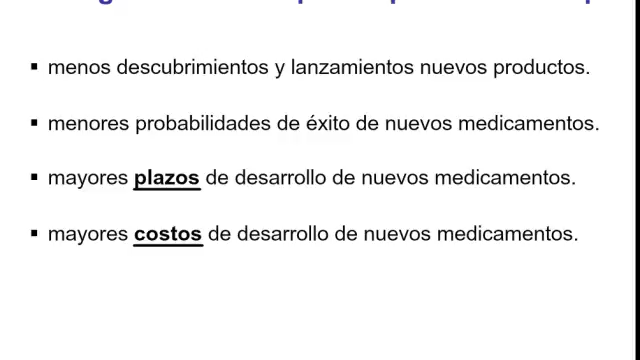 ▪ menos descubrimientos y lanzamientos nuevos productos.
▪ menores probabilidades de éxito de nuevos medicamentos.
▪ mayores plazos de desarrollo de nuevos medicamentos.
▪ mayores costos de desarrollo de nuevos medicamentos.